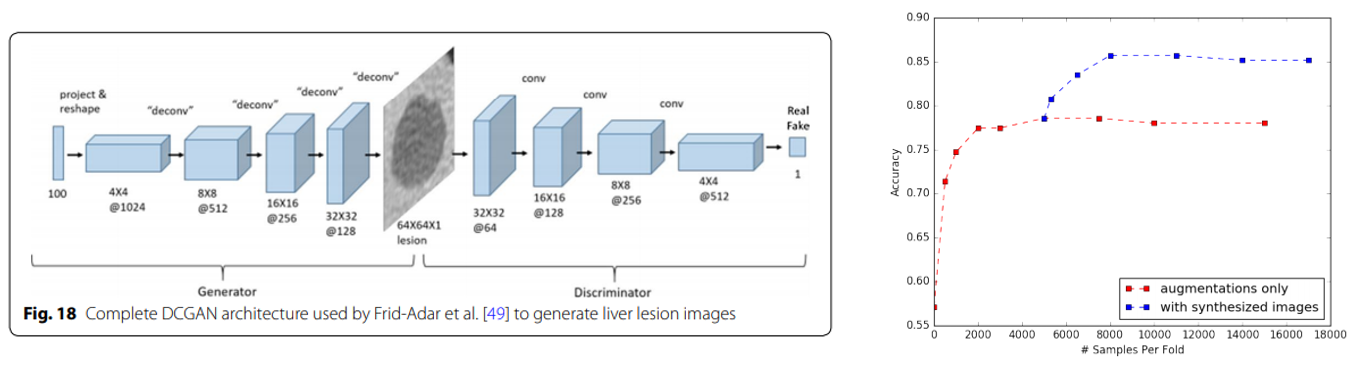 project &
reshape
"deconv"
"deconv"
"deconv"
"deconv"
conv
conv
conv
Real
Fake
100
4X4
@1024
8X8
@512
16X16
@256
32X32
@128
64X64X1
lesion
32X32
@64
16X16
@128
8X8
@256
4X4
@512
1
Generator
Discriminator
Fig. 18 Complete DCGAN architecture used by Frid-Adar et al. [49] to generate liver lesion images
0.90
0.85
0.80
0.75
0.70
0.65
0.60
0.55
Accuracy
augmentations only
with synthesized images
0 2000 4000 6000 8000 10000 12000 14000 16000 18000
# Samples Per Fold